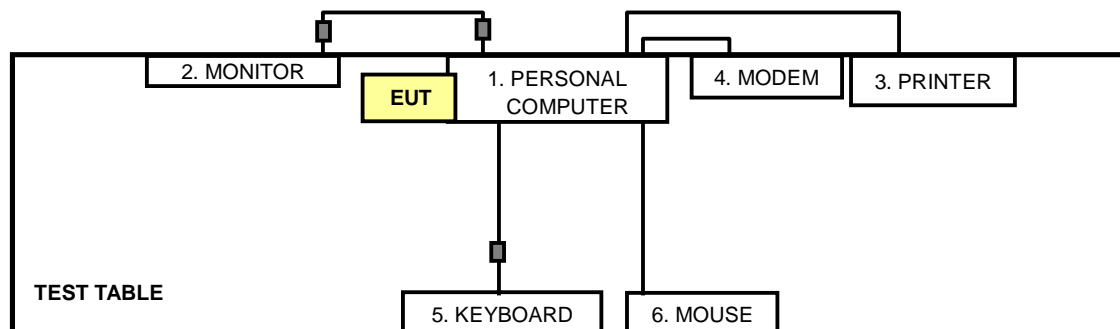 2. MONITOR
EUT
1. PERSONAL
COMPUTER
4. MODEM
3. PRINTER
TEST TABLE
5. KEYBOARD
6. MOUSE